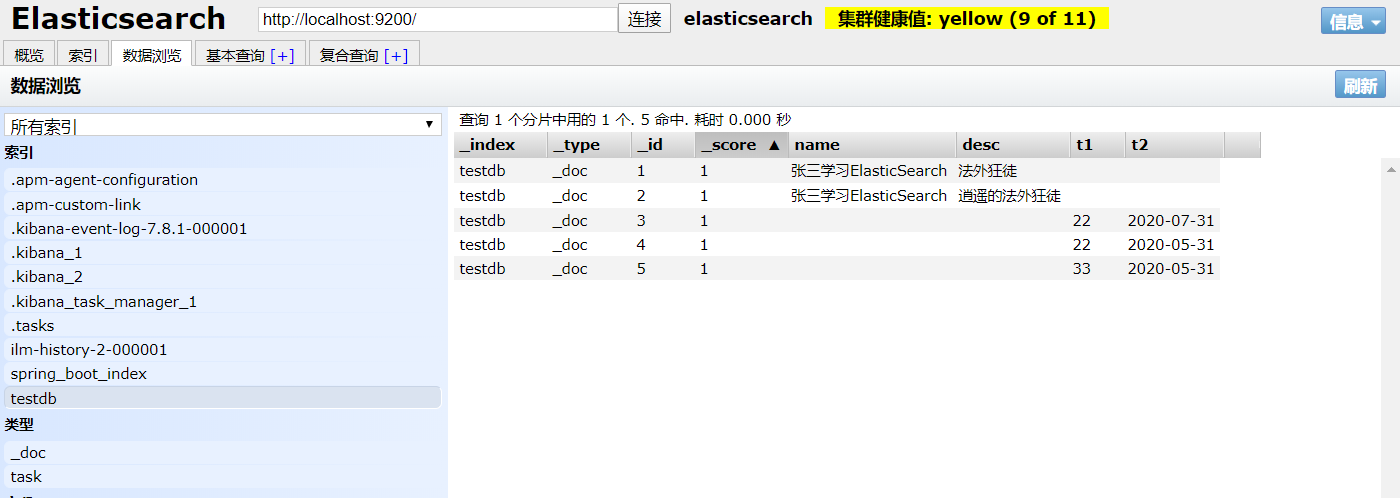 Elasticsearch http://localhost:9200/ 连接 elasticsearch 集群健康值: yellow (9 of 11) 信息
概览 索引 数据浏览 基本查询 [+] 复合查询 [+]
数据浏览 刷新
所有索引
索引
.apm-agent-configuration
.apm-custom-link
.kibana-event-log-7.8.1-000001
.kibana_1
.kibana_2
.kibana_task_manager_1
.tasks
ilm-history-2-000001
spring_boot_index
testdb
类型
_doc
task
查询 1 个分片中用的 1 个. 5 命中. 耗时 0.000 秒
_index _type _id _score ▲ name desc t1 t2
testdb _doc 1 1 张三学习ElasticSearch 法外狂徒
testdb _doc 2 1 张三学习ElasticSearch 逍遥的法外狂徒
testdb _doc 3 1 22 2020-07-31
testdb _doc 4 1 22 2020-05-31
testdb _doc 5 1 33 2020-05-31